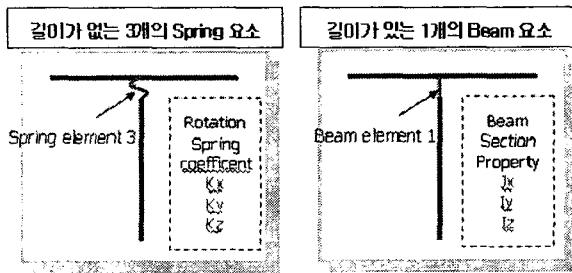 길이가 없는 3개의 Spring 요소
Spring element 3
Rotation
Spring
coefficent
Kx
Ky
Kz
길이가 있는 1개의 Beam 요소
Beam element 1
Beam
Section
Property
Ix
Iy
Iz